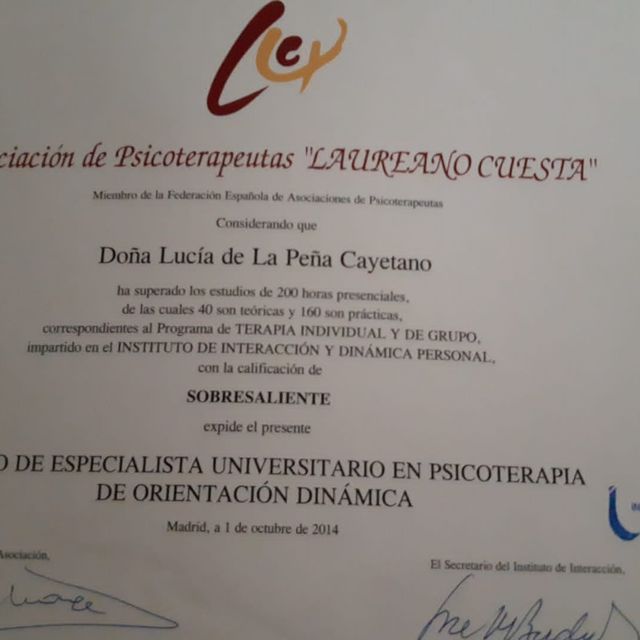 ciación de Psicoterapeutas "LAUREANO CUESTA"
Miembro de la Federación Española de Asociaciones de Psicoterapeutas
Considerando que
Doña Lucía de La Peña Cayetano
ha superado los estudios de 200 horas presenciales,
de las cuales 40 son teóricas y 160 son prácticas,
correspondientes al Programa de TERAPIA INDIVIDUAL Y DE GRUPO,
impartido en el INSTITUTO DE INTERACCIÓN Y DINÁMICA PERSONAL,
con la calificación de
SOBRESALIENTE
expide el presente
O DE ESPECIALISTA UNIVERSITARIO EN PSICOTERAPIA
DE ORIENTACIÓN DINÁMICA
Madrid, a 1 de octubre de 2014
Asociación,
El Secretario del Instituto de Interacción,